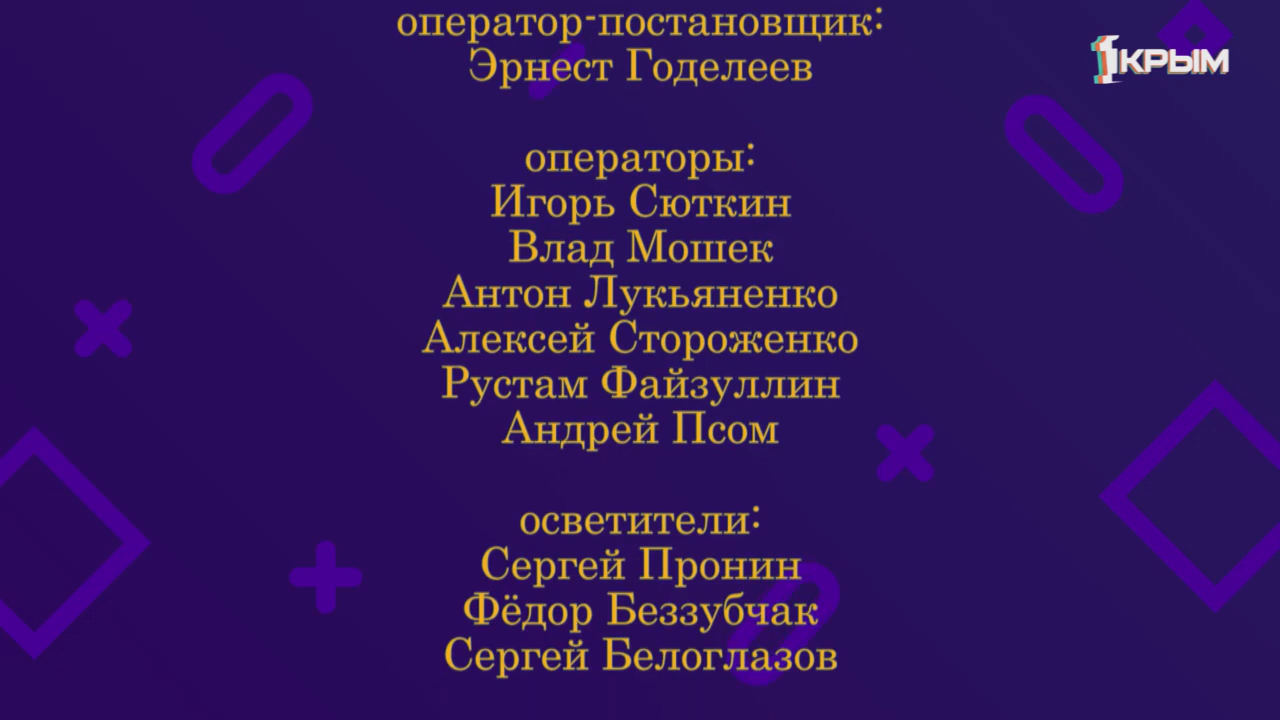 оператор-постановщик:
Эрнест Годелеев
1КРЫМ
операторы:
Игорь Сюткин
Влад Мошек
Антон Лукьяненко
Алексей Стороженко
Рустам Файзуллин
Андрей Псом
осветители:
Сергей Пронин
Фёдор Беззубчак
Сергей Белоглазов